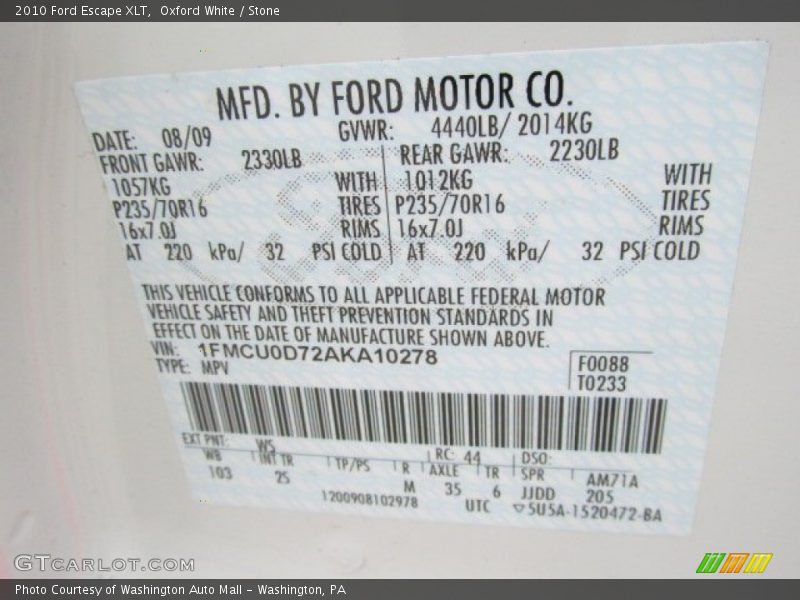 2010 Ford Escape XLT,  Oxford White / Stone
MFD. BY FORD MOTOR CO.
DATE: 08/09 GVWR: 4440LB/ 2014KG
FRONT GAWR: 2330LB REAR GAWR: 2230LB
1057KG WITH 1012KG WITH
P235/70R16 TIRES P235/70R16 TIRES
16x7.0J RIMS 16x7.0J RIMS
AT 220 kPa/ 32 PSI COLD AT 220 kPa/ 32 PSI COLD
THIS VEHICLE CONFORMS TO ALL APPLICABLE FEDERAL MOTOR
VEHICLE SAFETY AND THEFT PREVENTION STANDARDS IN
EFFECT ON THE DATE OF MANUFACTURE SHOWN ABOVE.
VIN: 1FMCU0D72AKA10278
TYPE: MPV
F0088
T0233
EXT PNT: WS RC: 44 DSO:
WB INT TR TP/PS R AXLE TR SPR AM71A
103 25 M 35 6 JJDD 205
1200908102978 UTC ▽5U5A-1520472-BA
GTCARLOT.COM
Photo Courtesy of Washington Auto Mall - Washington, PA